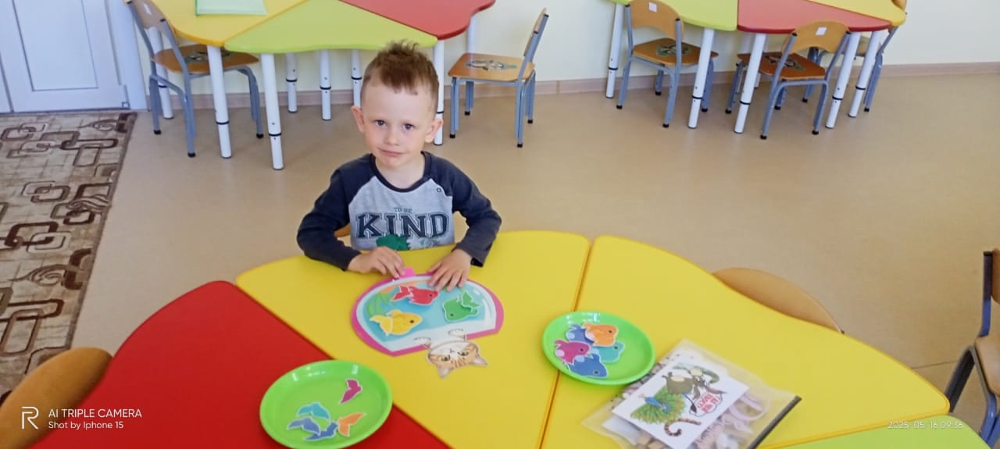 TO BE
KIND
R
AI TRIPLE CAMERA
Shot by Iphone 15
2025-05-16 09:36